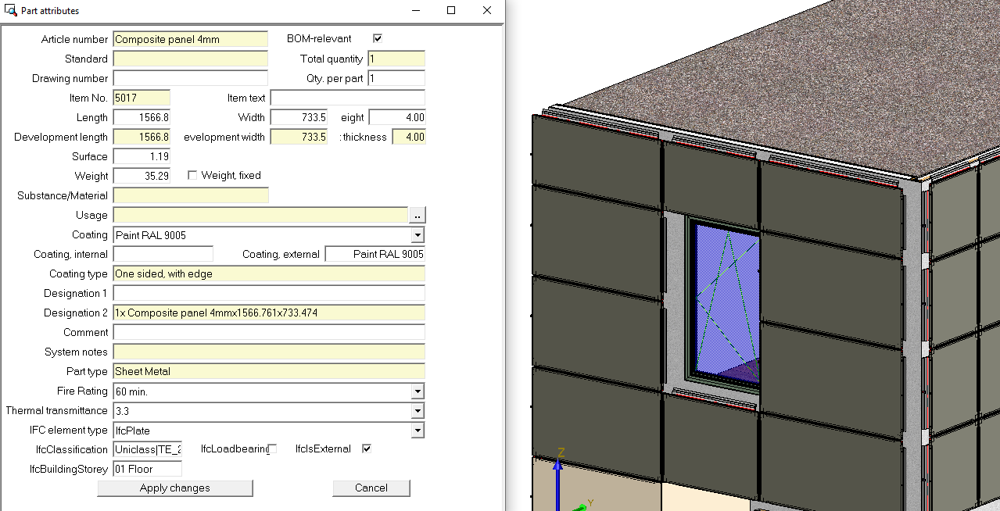 Part attributes
Article number Composite panel 4mm BOM-relevant
Standard Total quantity 1
Drawing number Qty. per part 1
Item No. 5017 Item text
Length 1566.8 Width 733.5 eight 4.00
Development length 1566.8 evelopment width 733.5 : thickness 4.00
Surface 1.19
Weight 35.29 Weight, fixed
Substance/Material
Usage ..
Coating Paint RAL 9005
Coating, internal Coating, external Paint RAL 9005
Coating type One sided, with edge
Designation 1
Designation 2 1x Composite panel 4mmx1566.761x733.474
Comment
System notes
Part type Sheet Metal
Fire Rating 60 min.
Thermal transmittance 3.3
IFC element type IfcPlate
IfcClassification Uniclass|TE_2 IfcLoadbearing IfcIsExternal
IfcBuildingStorey 01 Floor
Apply changes Cancel
Z
Y